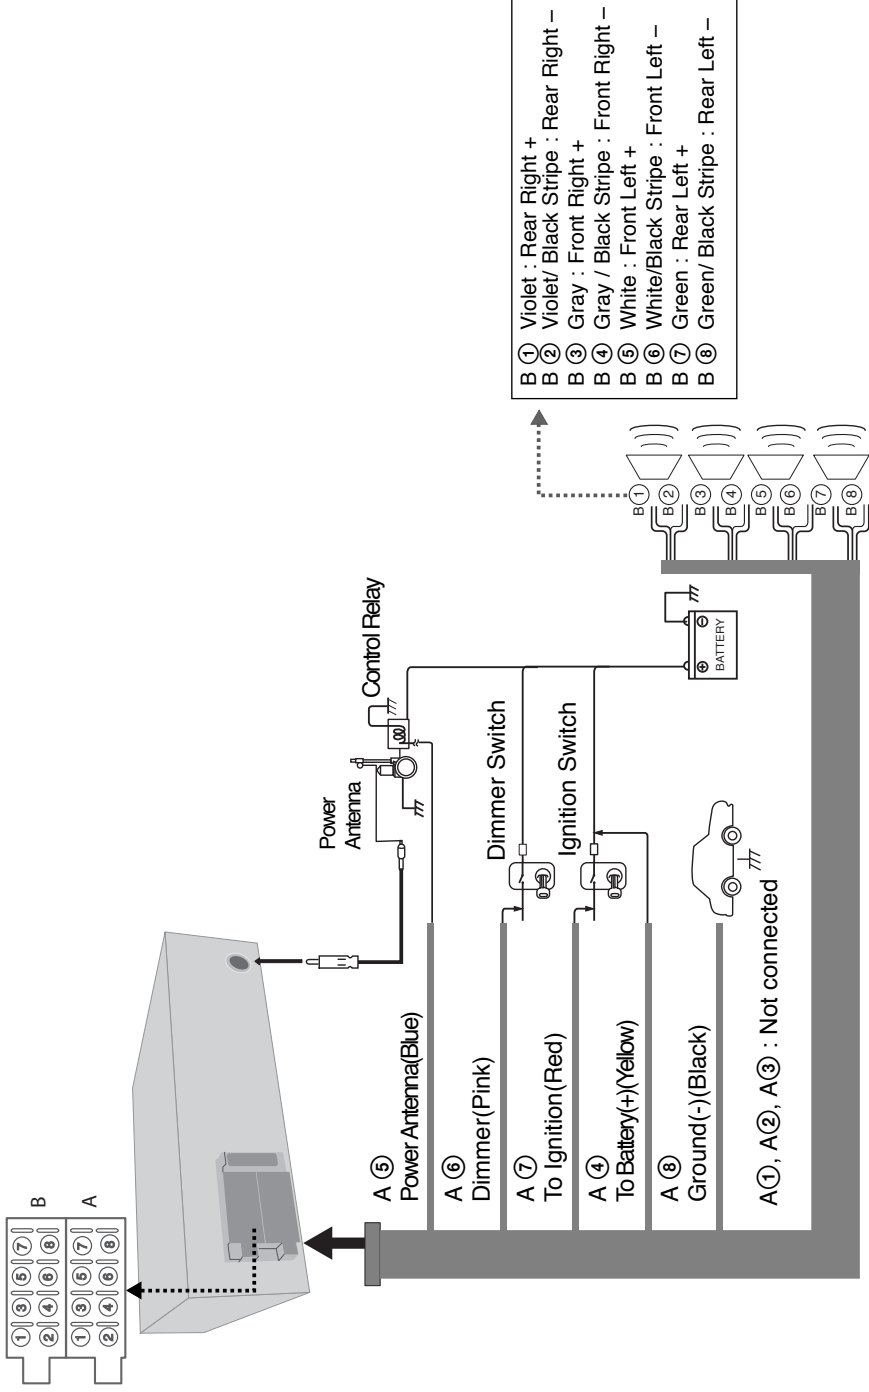 B
① ③ ⑤ ⑦
② ④ ⑥ ⑧
A
① ③ ⑤ ⑦
② ④ ⑥ ⑧
Power
Antenna
Control Relay
A ⑤
Power Antenna(Blue)
A ⑥
Dimmer(Pink)
Dimmer Switch
A ⑦
To Ignition(Red)
Ignition Switch
A ④
To Battery(+)(Yellow)
A ⑧
Ground(-)(Black)
A①, A②, A③ : Not connected
⊕ ⊖
BATTERY
B①
B②
B③
B④
B⑤
B⑥
B⑦
B⑧
B ① Violet : Rear Right +
B ② Violet/ Black Stripe : Rear Right –
B ③ Gray : Front Right +
B ④ Gray / Black Stripe : Front Right –
B ⑤ White : Front Left +
B ⑥ White/Black Stripe : Front Left –
B ⑦ Green : Rear Left +
B ⑧ Green/ Black Stripe : Rear Left –